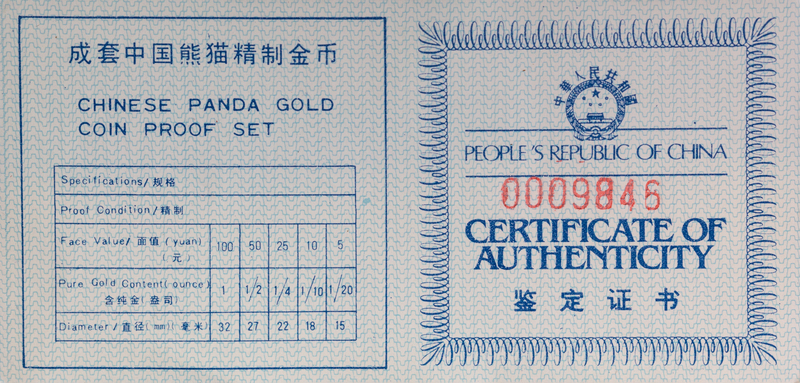 成套中国熊猫精制金币
CHINESE PANDA GOLD
COIN PROOF SET
Specifications/规格
Proof Condition/精制
Face Value/面值(yuan)(元) 100 50 25 10 5
Pure Gold Content(ounce)含纯金(盎司) 1 1/2 1/4 1/10 1/20
Diameter/直径(mm)(毫米) 32 27 22 18 15
中華人民共和國
PEOPLE'S REPUBLIC OF CHINA
0009846
CERTIFICATE OF
AUTHENTICITY
鉴定证书